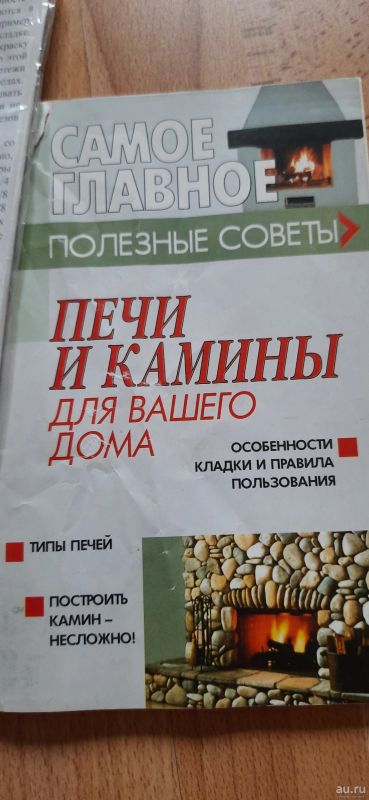 САМОЕ
ГЛАВНОЕ
ПОЛЕЗНЫЕ СОВЕТЫ
ПЕЧИ
И КАМИНЫ
ДЛЯ ВАШЕГО
ДОМА
ОСОБЕННОСТИ
КЛАДКИ И ПРАВИЛА
ПОЛЬЗОВАНИЯ
ТИПЫ ПЕЧЕЙ
ПОСТРОИТЬ
КАМИН –
НЕСЛОЖНО!
au.ru